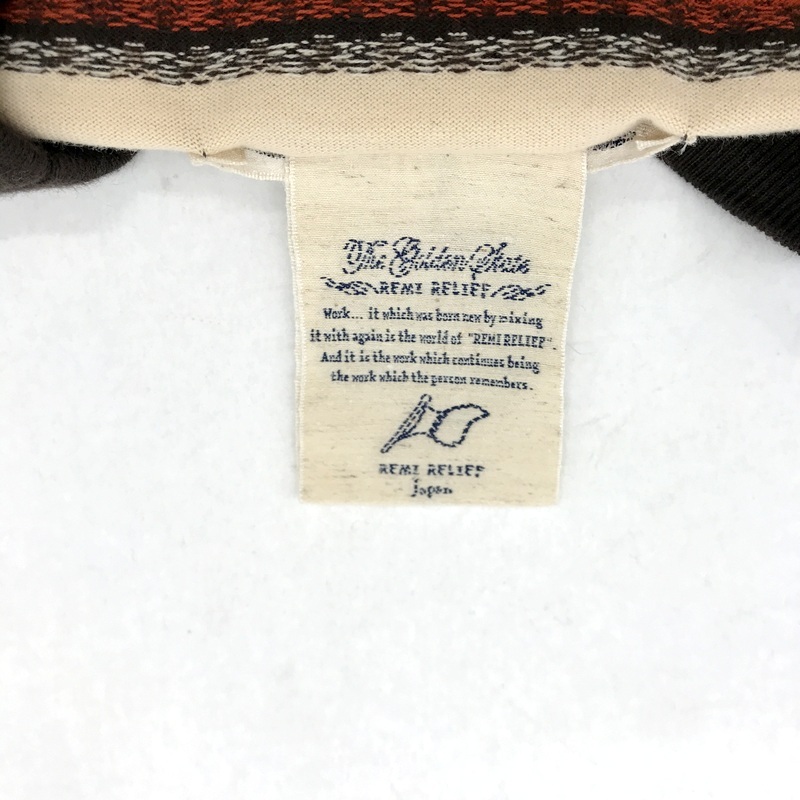 The Golden State
REMI RELIEF
Work... it which was born new by mixing
it with again is the world of "REMI RELIEF".
And it is the work which continues being
the work which the person remembers.
REMI RELIEF
Japan